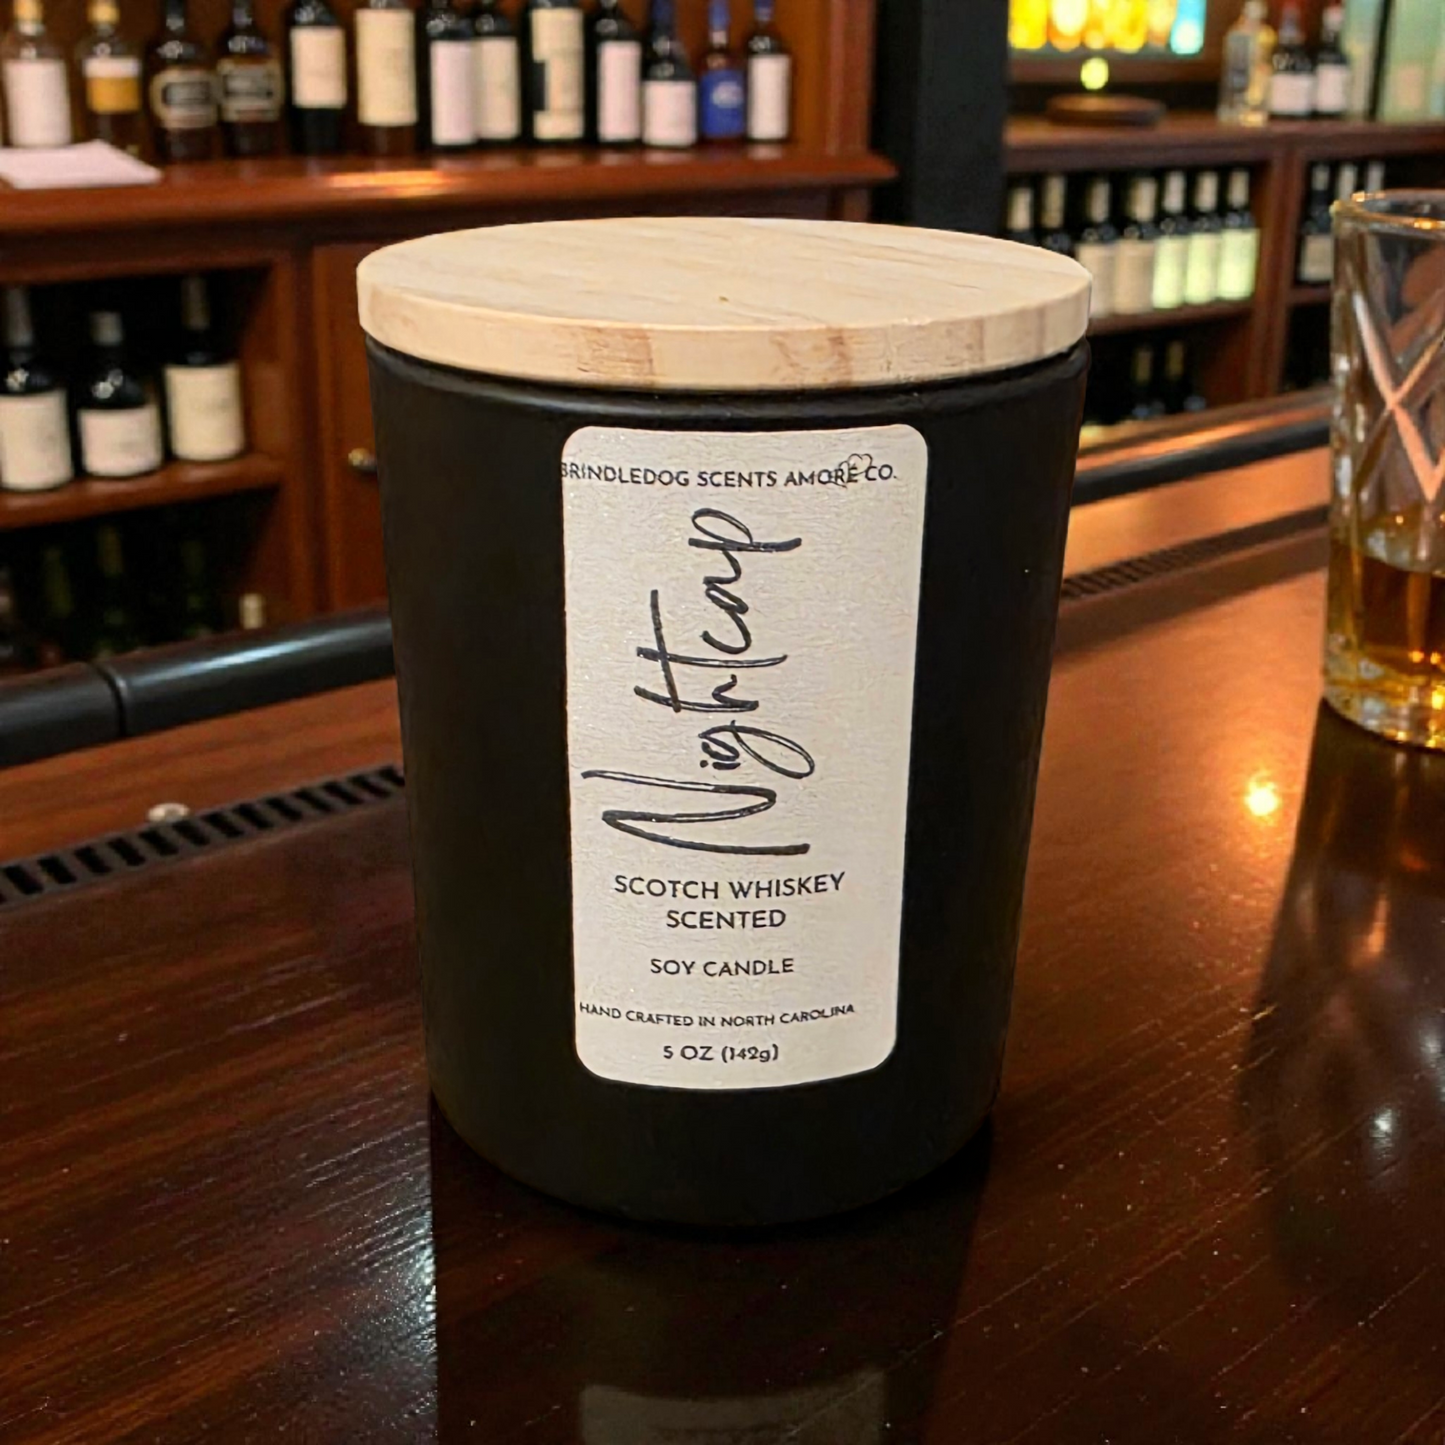 BRINDLEDOG SCENTS AMORE CO.
Nightcap
SCOTCH WHISKEY
SCENTED
SOY CANDLE
HAND CRAFTED IN NORTH CAROLINA
5 OZ (142g)